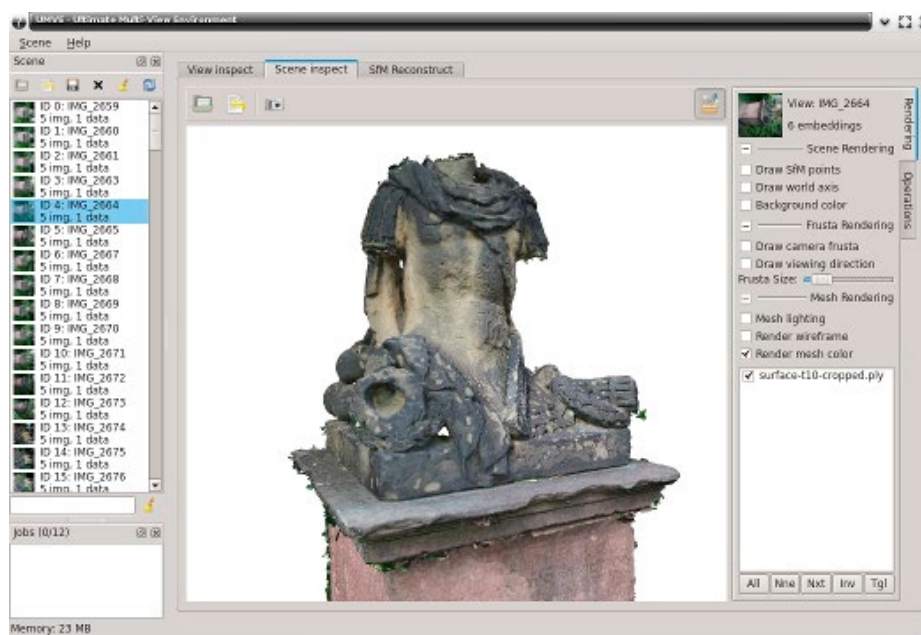 UMVE - Ultimate Multi-View Environment
Scene Help
Scene
ID 0: IMG_2659
5 img, 1 data
ID 1: IMG_2660
5 img, 1 data
ID 2: IMG_2661
5 img, 1 data
ID 3: IMG_2663
5 img, 1 data
ID 4: IMG_2664
5 img, 1 data
ID 5: IMG_2665
5 img, 1 data
ID 6: IMG_2667
5 img, 1 data
ID 7: IMG_2668
5 img, 1 data
ID 8: IMG_2669
5 img, 1 data
ID 9: IMG_2670
5 img, 1 data
ID 10: IMG_2671
5 img, 1 data
ID 11: IMG_2672
5 img, 1 data
ID 12: IMG_2673
5 img, 1 data
ID 13: IMG_2674
5 img, 1 data
ID 14: IMG_2675
5 img, 1 data
ID 15: IMG_2676
5 img, 1 data
Jobs (0/12)
Memory: 23 MB
View inspect Scene inspect SfM Reconstruct
View: IMG_2664
6 embeddings
Scene Rendering
Draw SfM points
Draw world axis
Background color
Frusta Rendering
Draw camera frusta
Draw viewing direction
Frusta Size:
Mesh Rendering
Mesh lighting
Render wireframe
Render mesh color
surface-t10-cropped.ply
All Nne Nxt Inv Tgl
Rendering
Operations